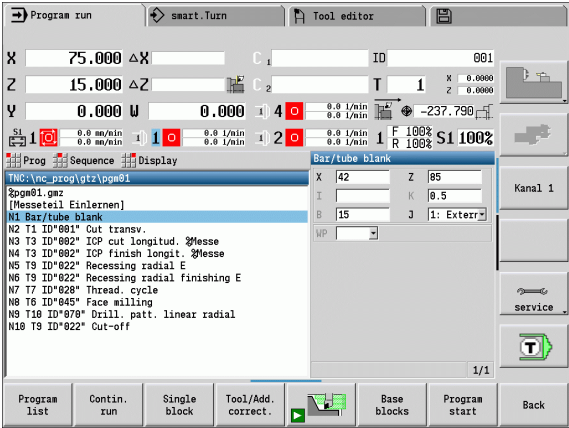 Program run
smart.Turn
Tool editor
X 75.000 ΔX C 1 ID 001
Z 15.000 ΔZ C 2 T 1 X 0.0000
Z 0.0000
Y 0.000 W 0.000 4 0.0 1/min
0.0 1/min -237.790
S1 1 0.0 mm/min
0.0 m/min 1 0.0 1/min
0.0 1/min 2 0.0 1/min
0.0 1/min 1 F 100%
R 100% S1 100%
Prog Sequence Display
TNC:\nc_prog\gtz\pgm01
%pgm01.gmz
[Messeteil Einlernen]
N1 Bar/tube blank
N2 T1 ID"001" Cut transv.
N3 T3 ID"002" ICP cut longitud. %Messe
N4 T3 ID"002" ICP finish longit. %Messe
N5 T9 ID"022" Recessing radial E
N6 T9 ID"022" Recessing radial finishing E
N7 T7 ID"028" Thread. cycle
N8 T6 ID"045" Face milling
N9 T10 ID"070" Drill. patt. linear radial
N10 T9 ID"022" Cut-off
Bar/tube blank
X 42 Z 85
I K 0.5
B 15 J 1: Extern
WP
1/1
Kanal 1
service
T
Program list
Contin. run
Single block
Tool/Add. correct.
Base blocks
Program start
Back